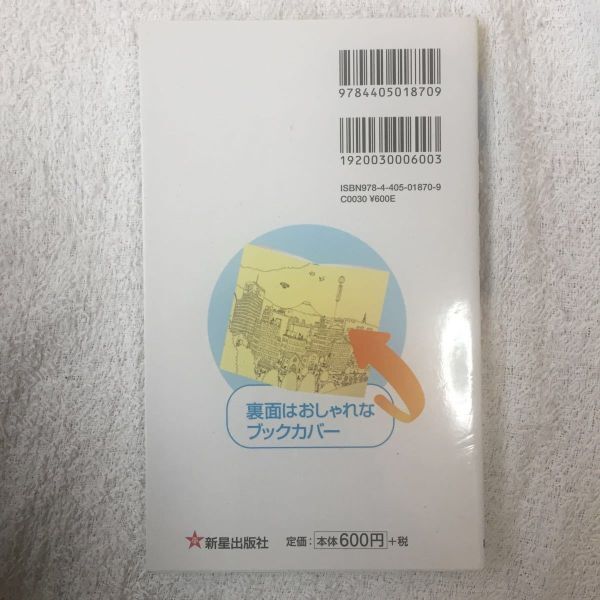 9784405018709
1920030006003
ISBN978-4-405-01870-9
C0030 ¥600E
裏面はおしゃれな
ブックカバー
新星出版社
定価：本体600円+税